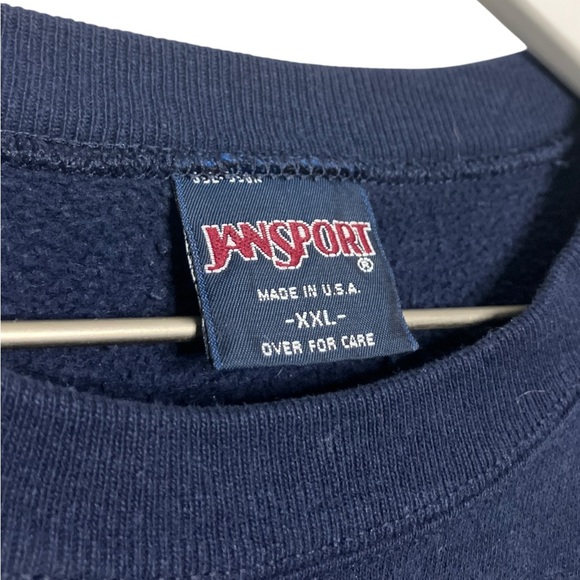 JANSPORT®
MADE IN U.S.A.
-XXL-
OVER FOR CARE